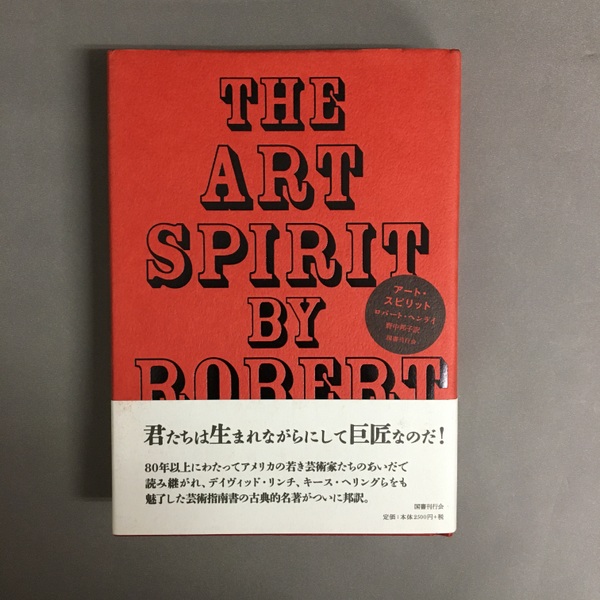 THE
ART
SPIRIT
BY
ROBERT
アート・
スピリット
ロバート・ヘンライ
野中邦子訳
国書刊行会
君たちは生まれながらにして巨匠なのだ!
80年以上にわたってアメリカの若き芸術家たちのあいだで
読み継がれ、デイヴィッド・リンチ、キース・ヘリングらをも
魅了した芸術指南書の古典的名著がついに邦訳。
国書刊行会
定価:本体2500円+税